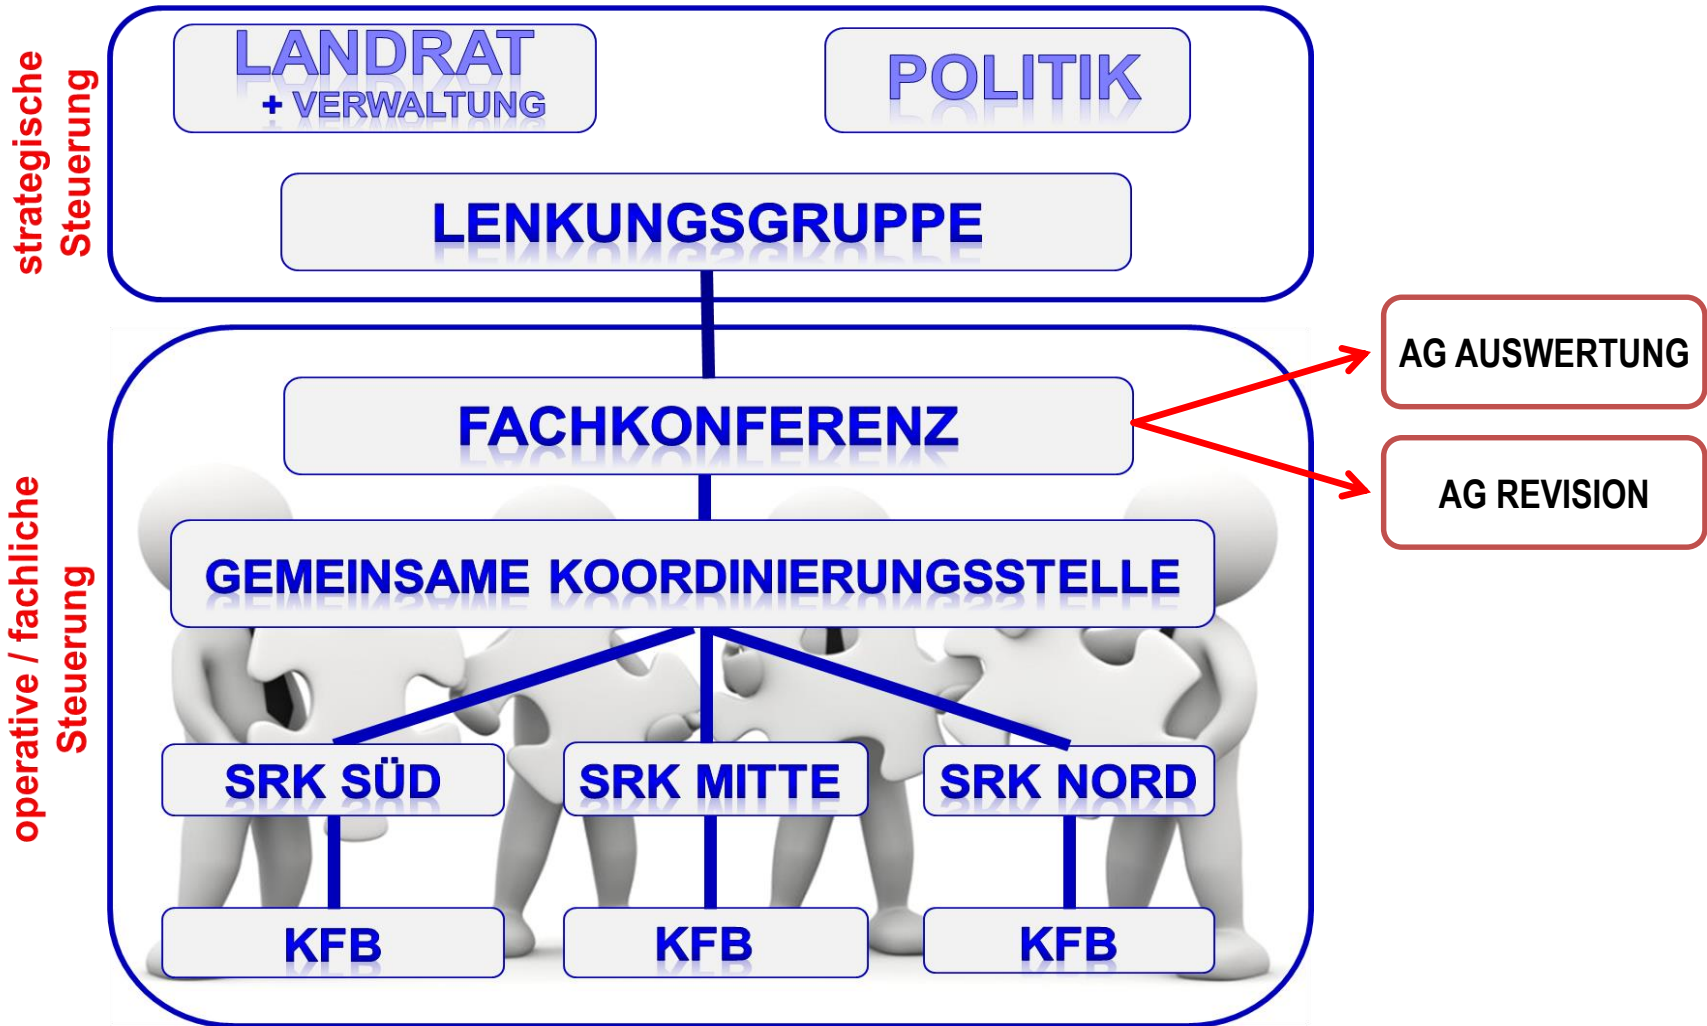 strategische
Steuerung
LANDRAT
+ VERWALTUNG
POLITIK
LENKUNGSGRUPPE
operative / fachliche
Steuerung
FACHKONFERENZ
AG AUSWERTUNG
AG REVISION
GEMEINSAME KOORDINIERUNGSSTELLE
SRK SÜD
SRK MITTE
SRK NORD
KFB
KFB
KFB